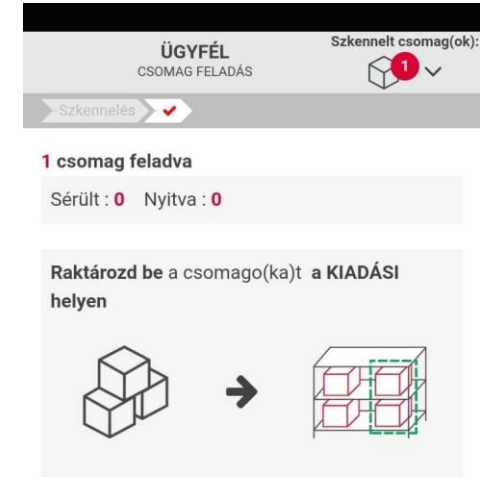 ÜGYFÉL
CSOMAG FELADÁS
Szkennelt csomag(ok):
1
Szkennelés
1 csomag feladva
Sérült : 0 Nyitva : 0
Raktározd be a csomago(ka)t a KIADÁSI
helyen